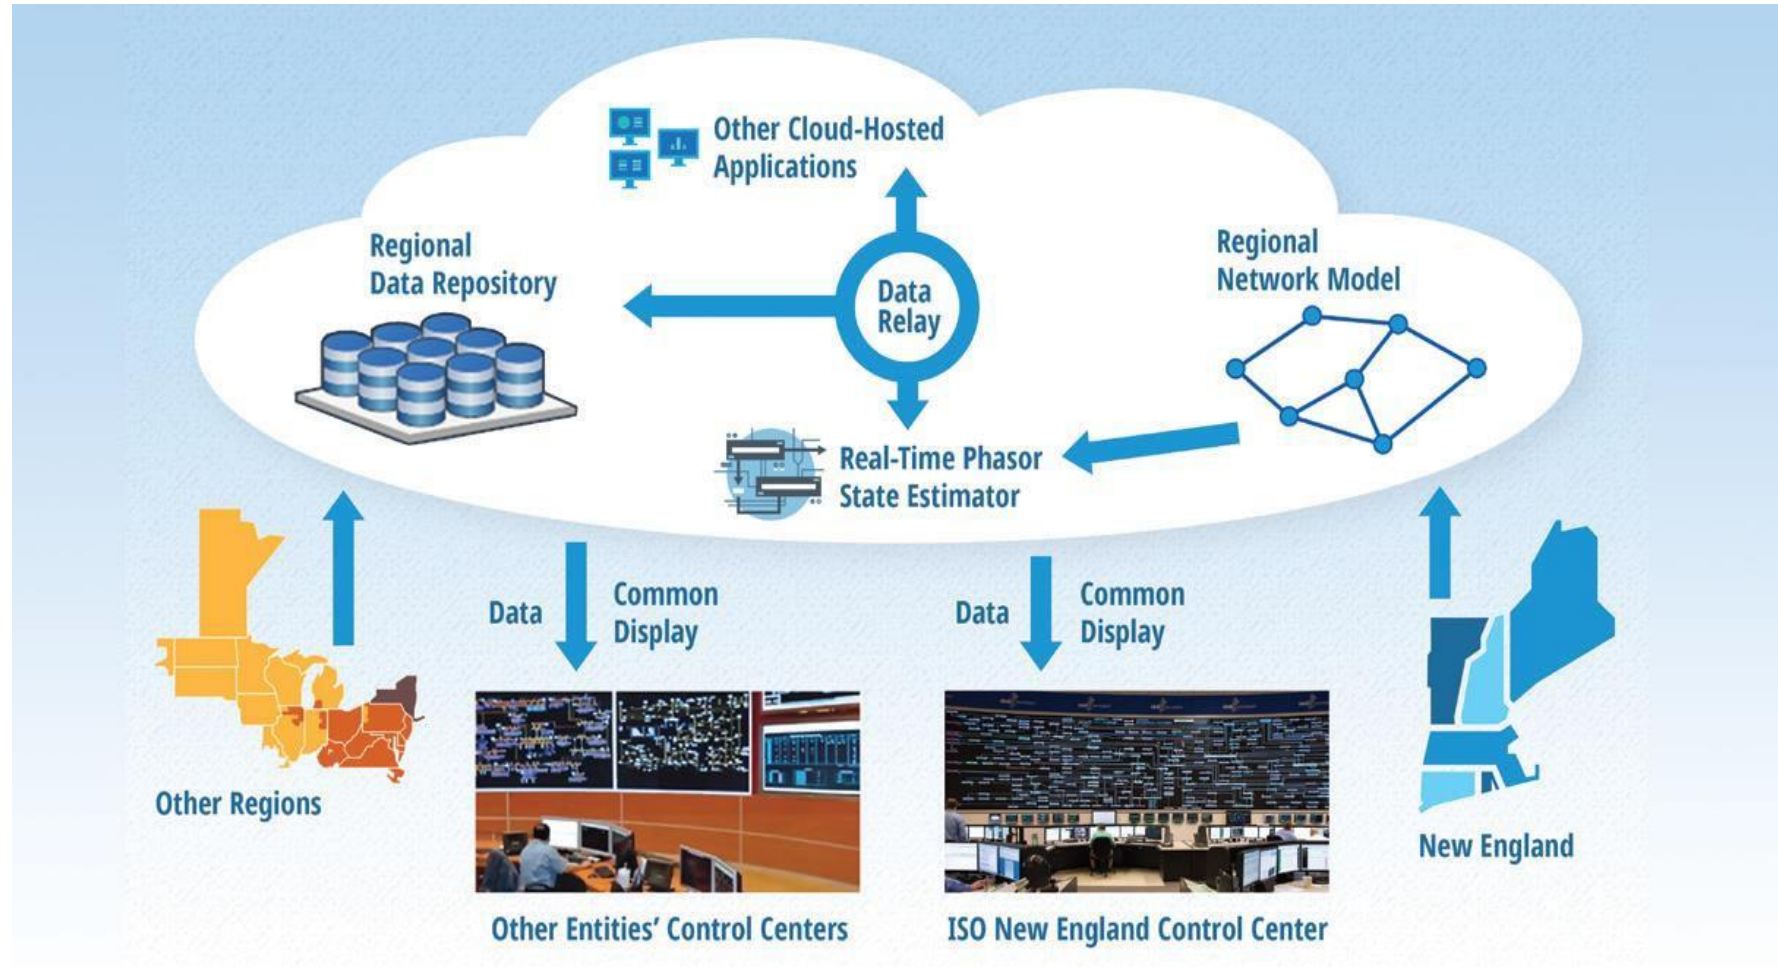 Other Cloud-Hosted
Applications
Regional
Data Repository
Data
Relay
Regional
Network Model
Real-Time Phasor
State Estimator
Data
Common
Display
Data
Common
Display
Other Regions
New England
Other Entities' Control Centers
ISO New England Control Center